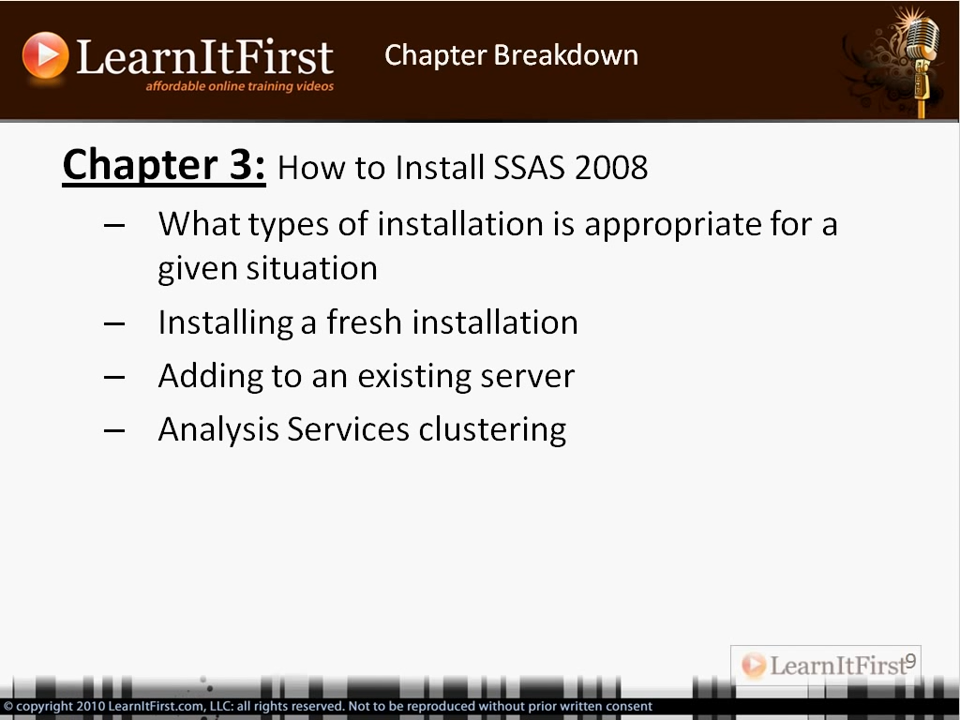 LearnItFirst
affordable online training videos
Chapter Breakdown
Chapter 3: How to Install SSAS 2008
– What types of installation is appropriate for a
given situation
– Installing a fresh installation
– Adding to an existing server
– Analysis Services clustering
LearnItFirst
9
© copyright 2010 LearnItFirst.com, LLC: all rights reserved. Not to be reproduced without prior written consent